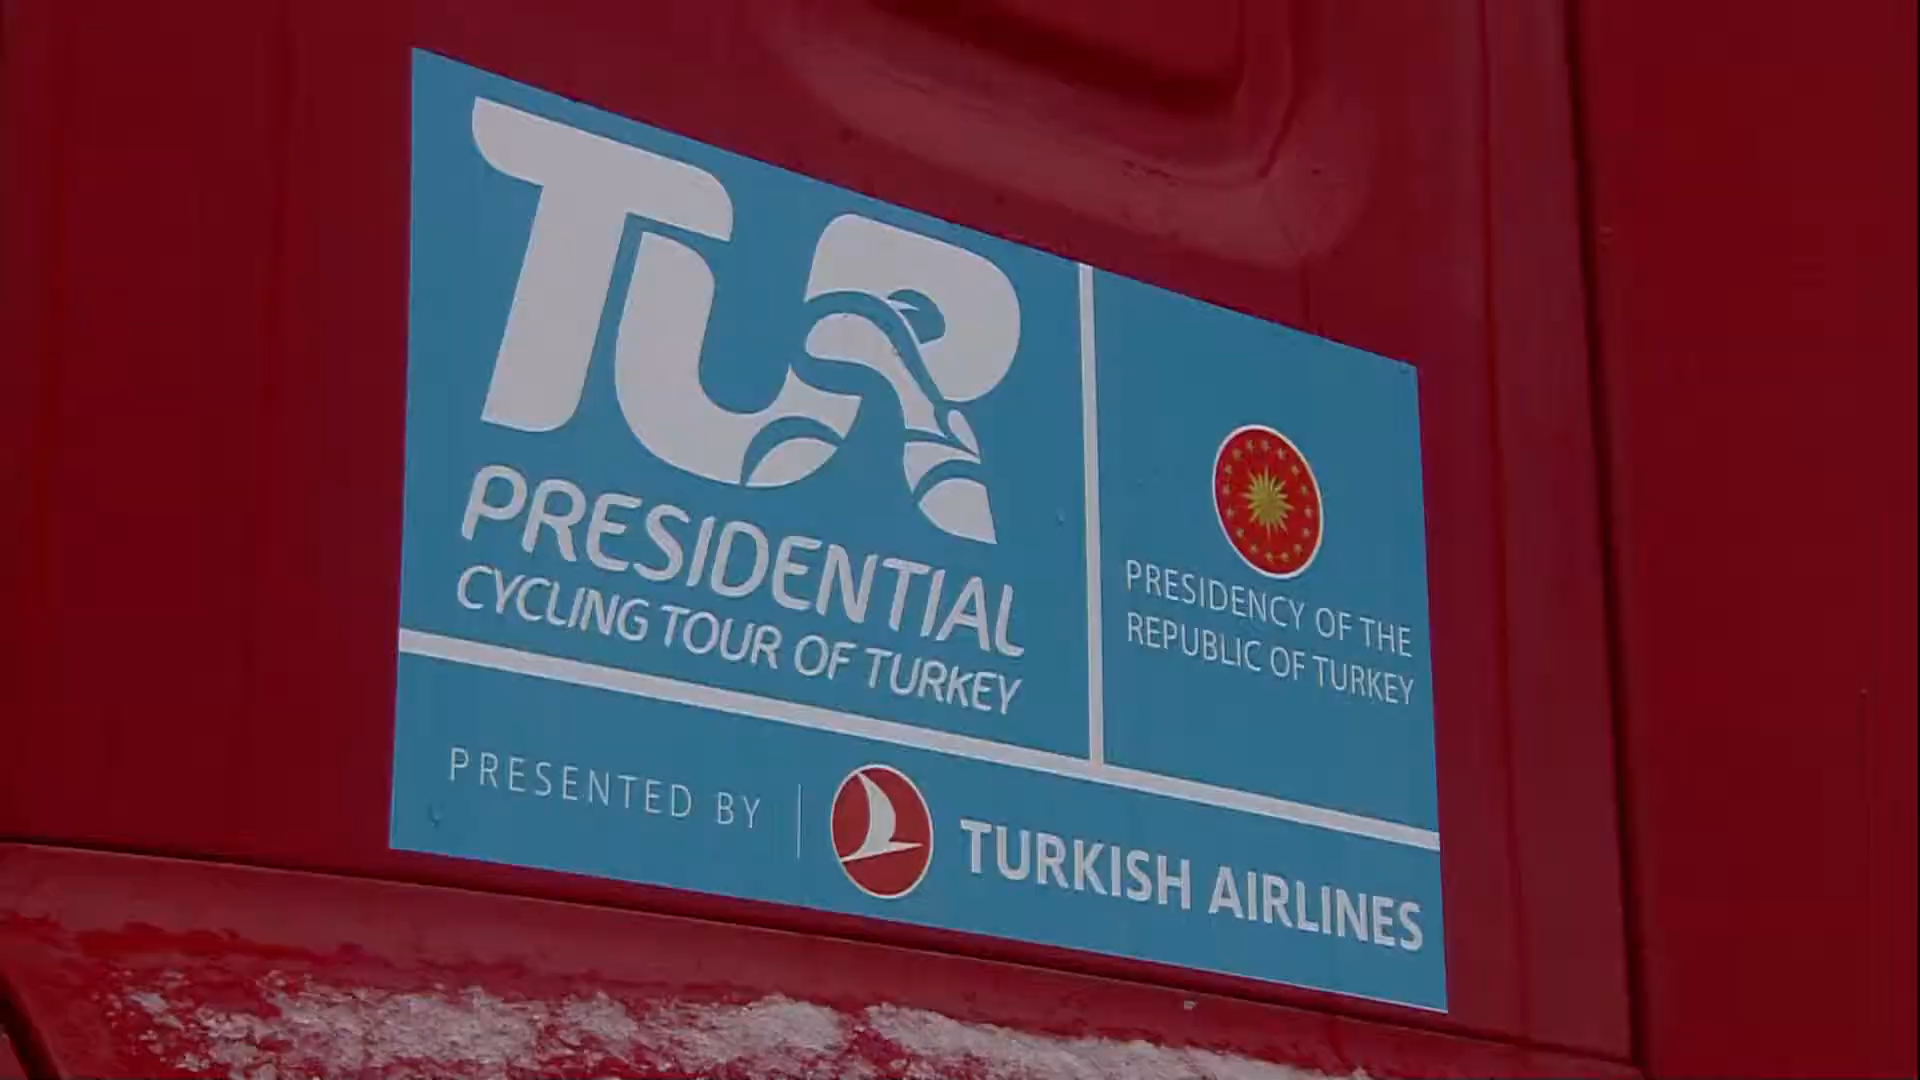 TUR
PRESIDENTIAL
CYCLING TOUR OF TURKEY
PRESIDENCY OF THE
REPUBLIC OF TURKEY
PRESENTED BY
TURKISH AIRLINES